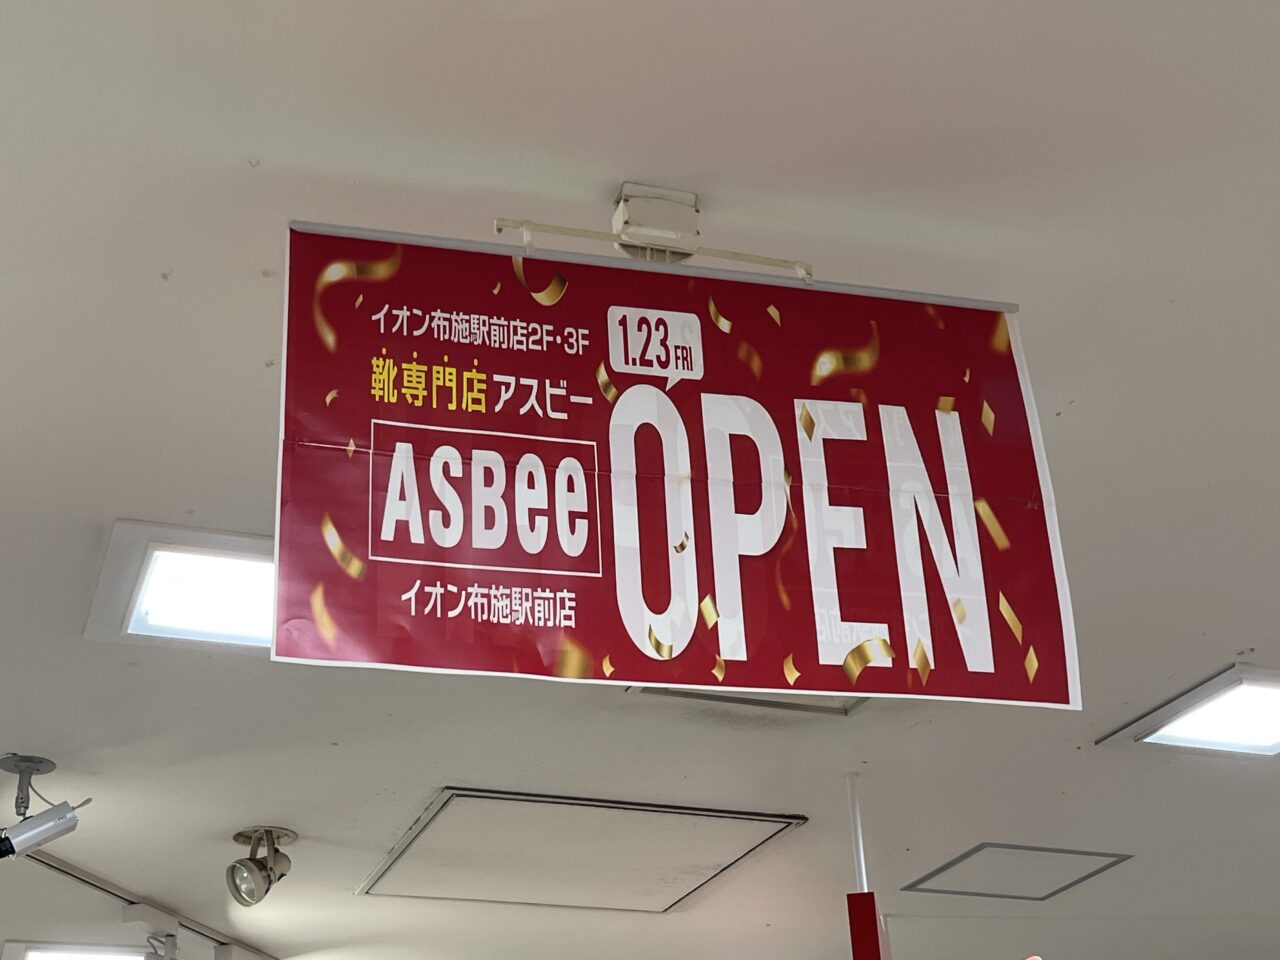 イオン布施駅前店2F・3F
靴専門店アスビー
ASBee
イオン布施駅前店
1.23 FRI
OPEN